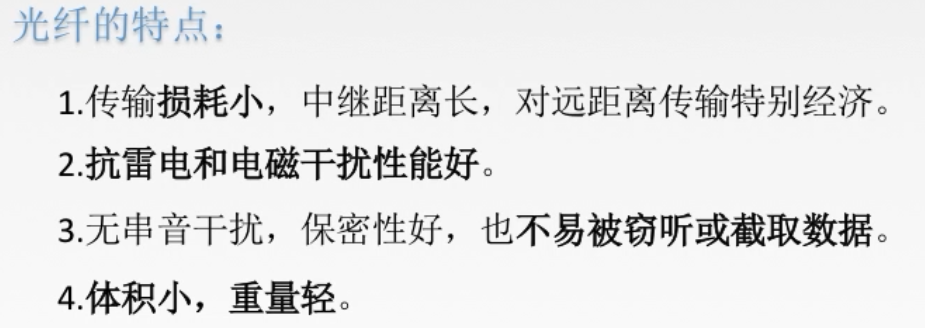 光纤的特点：
1.传输损耗小，中继距离长，对远距离传输特别经济。
2.抗雷电和电磁干扰性能好。
3.无串音干扰，保密性好，也不易被窃听或截取数据。
4.体积小，重量轻。